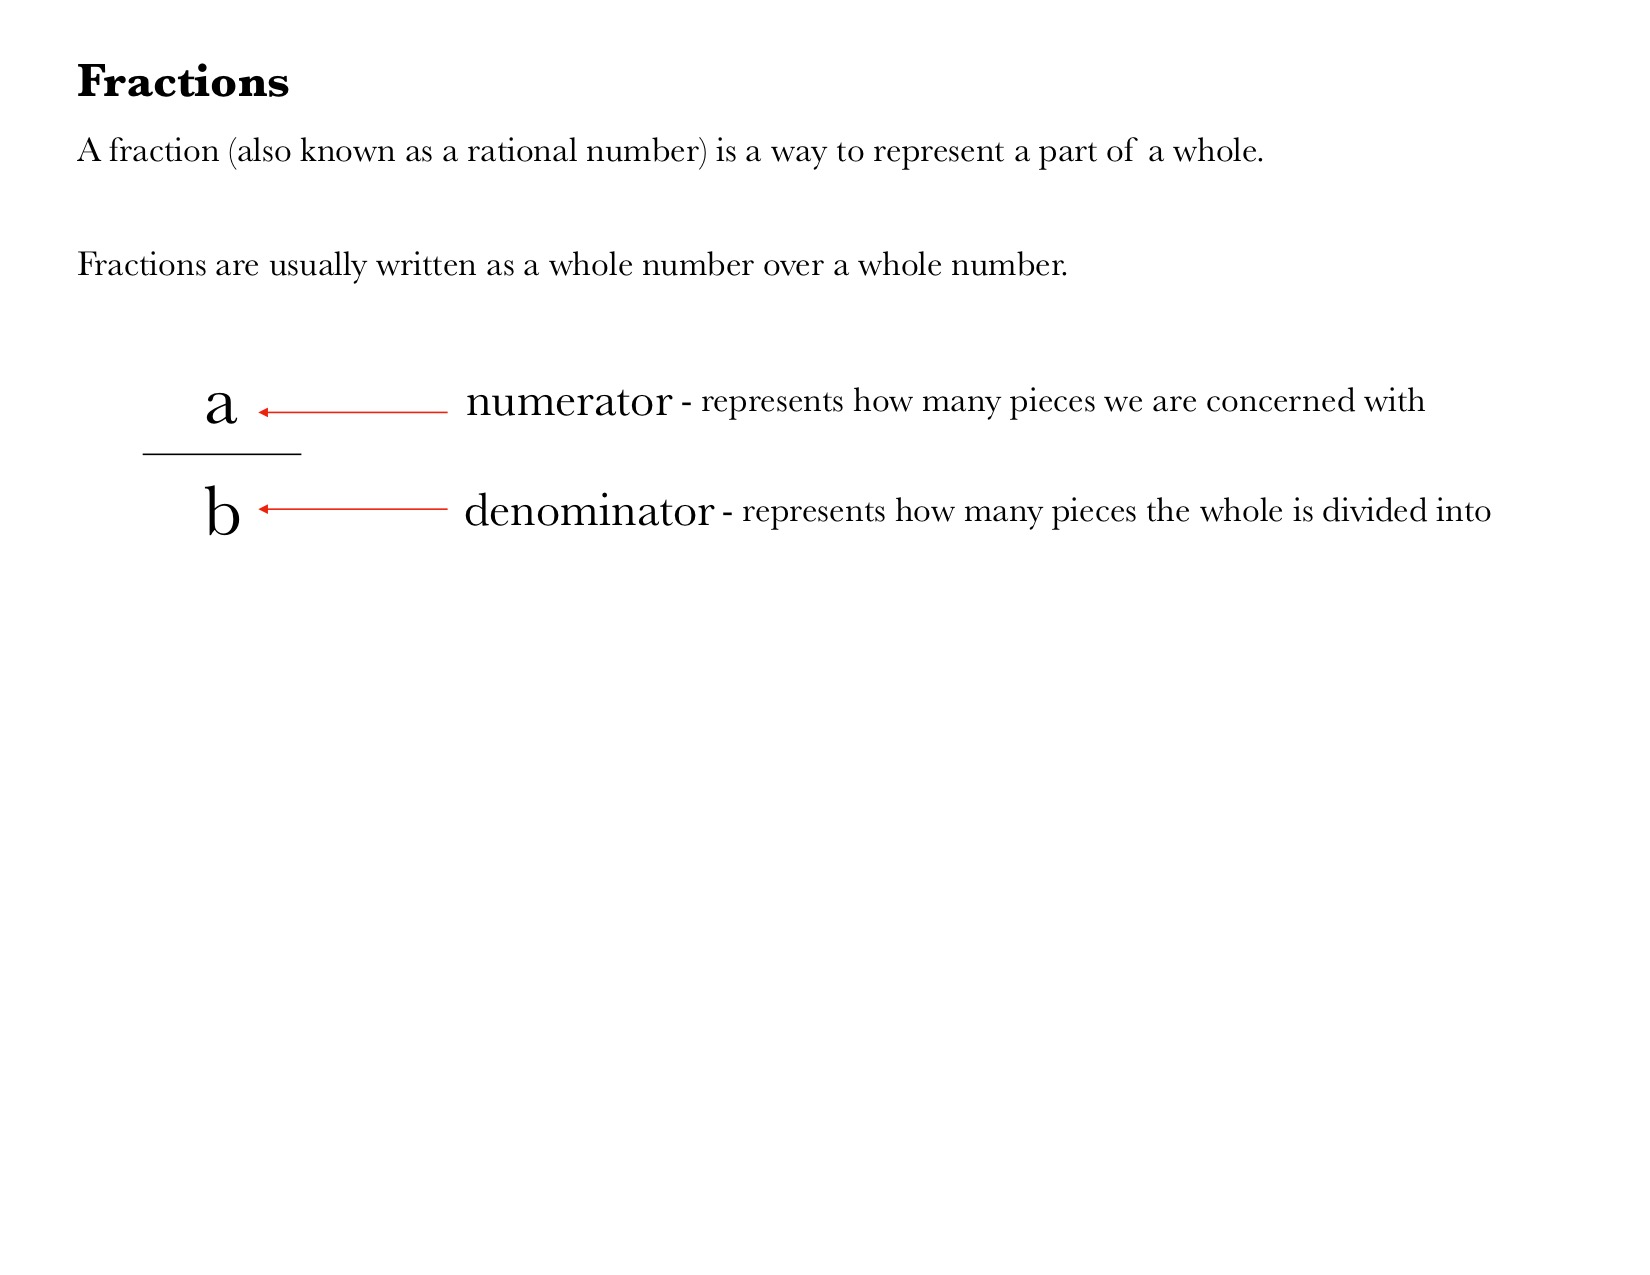 Fractions
A fraction (also known as a rational number) is a way to represent a part of a whole.
Fractions are usually written as a whole number over a whole number.
a numerator - represents how many pieces we are concerned with
b denominator - represents how many pieces the whole is divided into